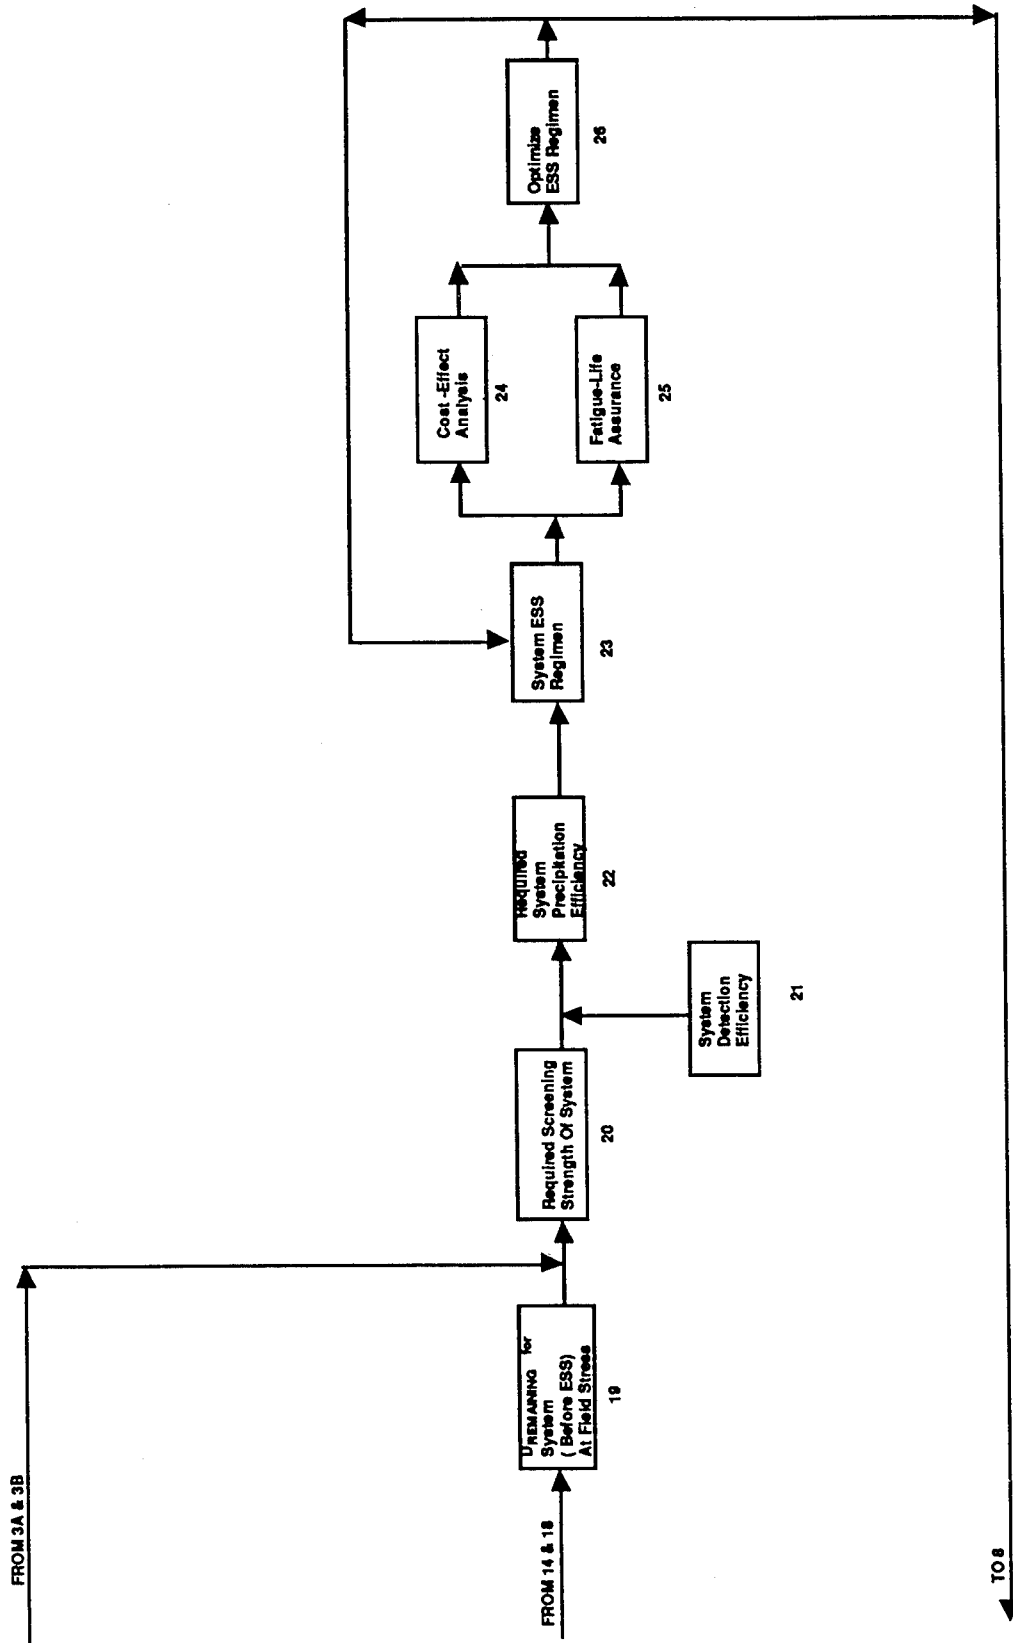 FROM 3A & 3B
FROM 14 & 18
DREMAINING for
System
( Before ESS)
At Field Stress
19
Required Screening
Strength Of System
20
System
Detection
Efficiency
21
Required
System
Precipitation
Efficiency
22
System ESS
Regimen
23
Cost -Effect
Analysis
24
Fatigue-Life
Assurance
25
Optimize
ESS Regimen
26
TO 8